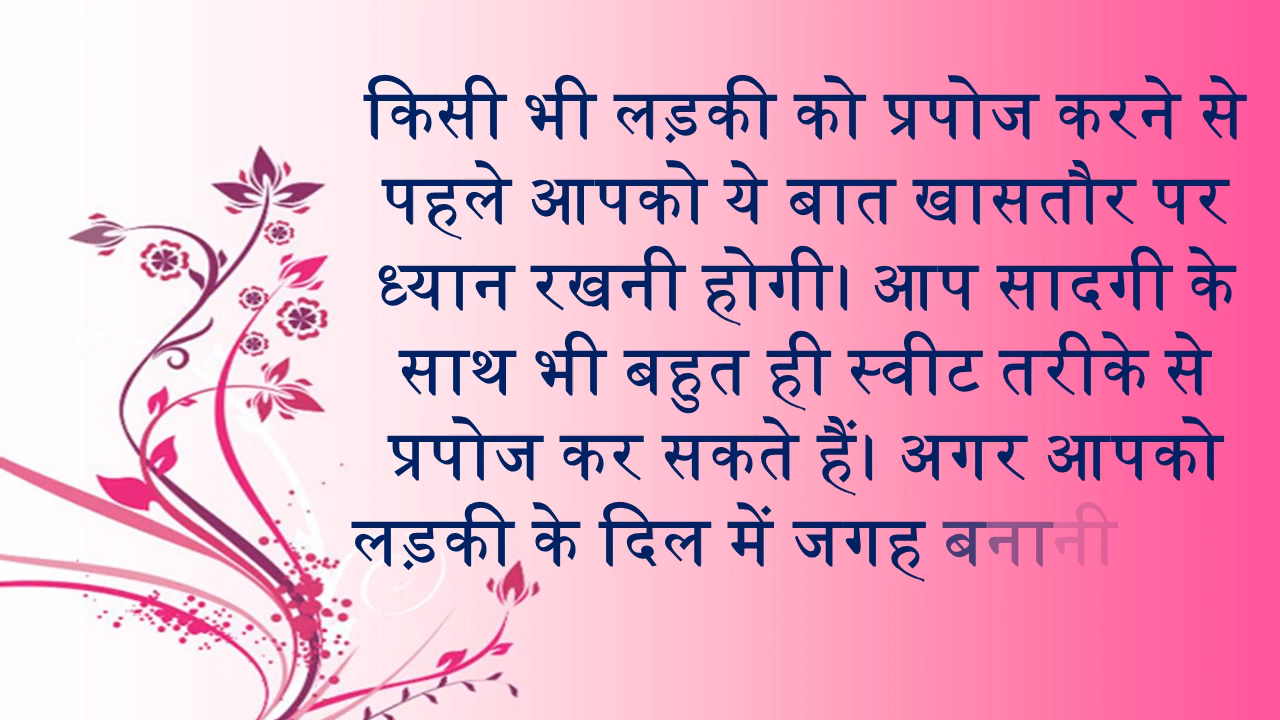 किसी भी लड़की को प्रपोज करने से
पहले आपको ये बात खासतौर पर
ध्यान रखनी होगी। आप सादगी के
साथ भी बहुत ही स्वीट तरीके से
प्रपोज कर सकते हैं। अगर आपको
लड़की के दिल में जगह बनानी